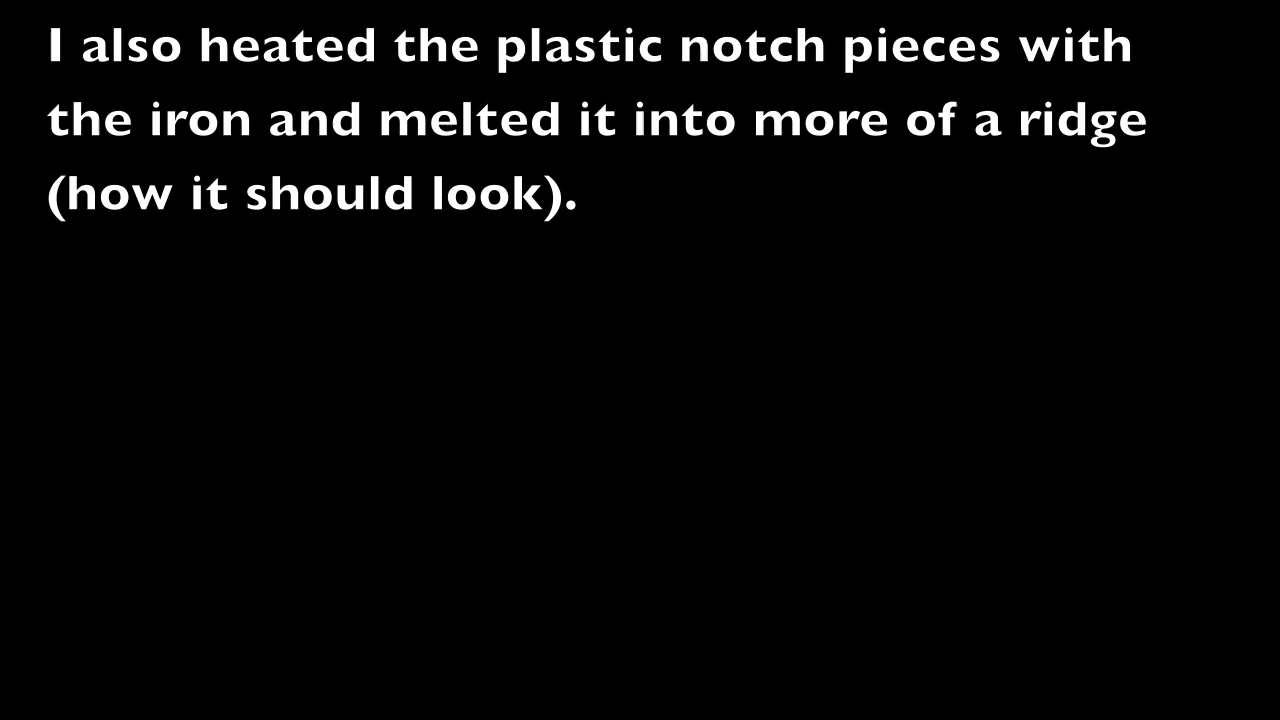 I also heated the plastic notch pieces with
the iron and melted it into more of a ridge
(how it should look).